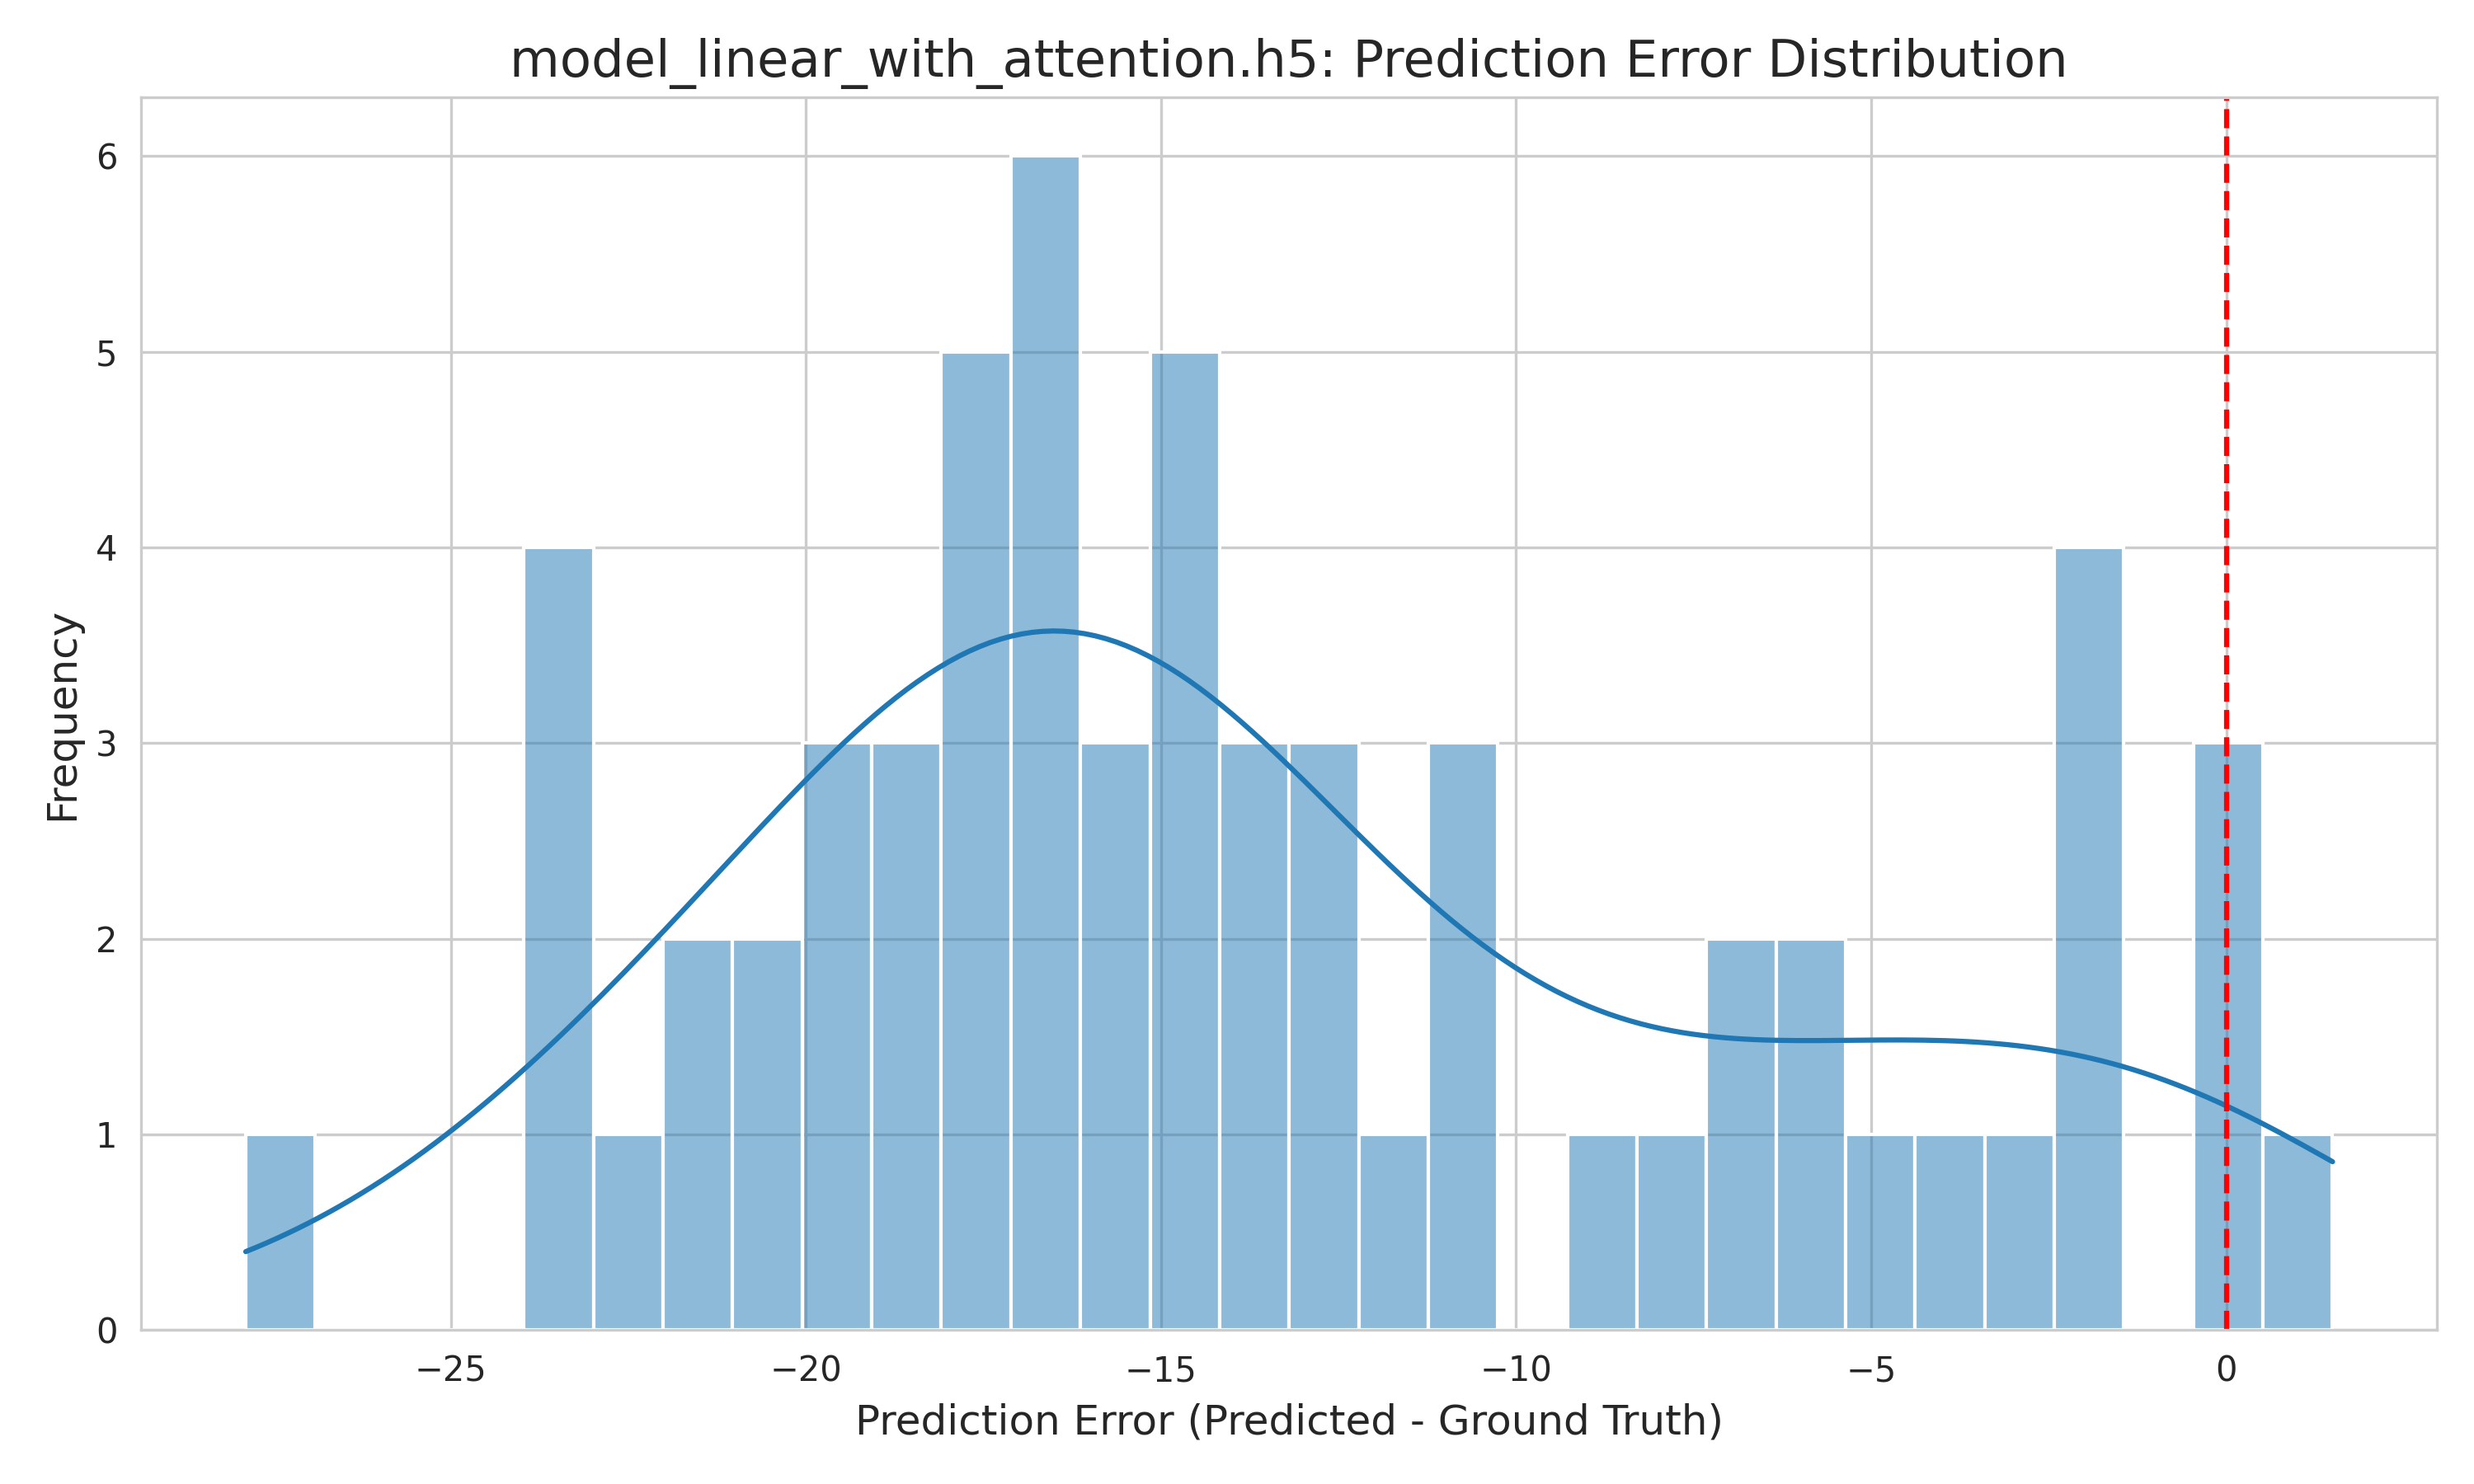 model_linear_with_attention.h5: Prediction Error Distribution
6
5
4
3
2
1
0
Frequency
−25 −20 −15 −10 −5 0
Prediction Error (Predicted - Ground Truth)